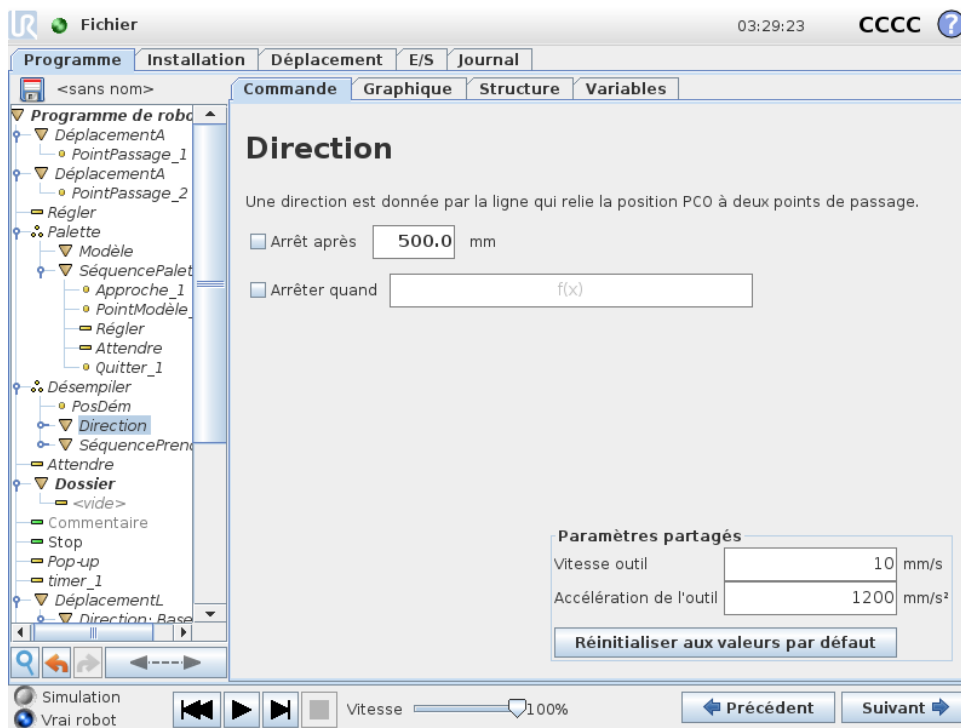 UR Fichier 03:29:23 CCCC ?
Programme Installation Déplacement E/S Journal
<sans nom> Commande Graphique Structure Variables
Programme de robo
DéplacementA
PointPassage_1
DéplacementA
PointPassage_2
Régler
Palette
Modèle
SéquencePalet
Approche_1
PointModèle_
Régler
Attendre
Quitter_1
Désempiler
PosDém
Direction
SéquencePrend
Attendre
Dossier
<vide>
Commentaire
Stop
Pop-up
timer_1
DéplacementL
Direction: Base
Direction
Une direction est donnée par la ligne qui relie la position PCO à deux points de passage.
Arrêt après 500.0 mm
Arrêter quand f(x)
Paramètres partagés
Vitesse outil 10 mm/s
Accélération de l'outil 1200 mm/s²
Réinitialiser aux valeurs par défaut
Simulation
Vrai robot
Vitesse 100%
Précédent Suivant